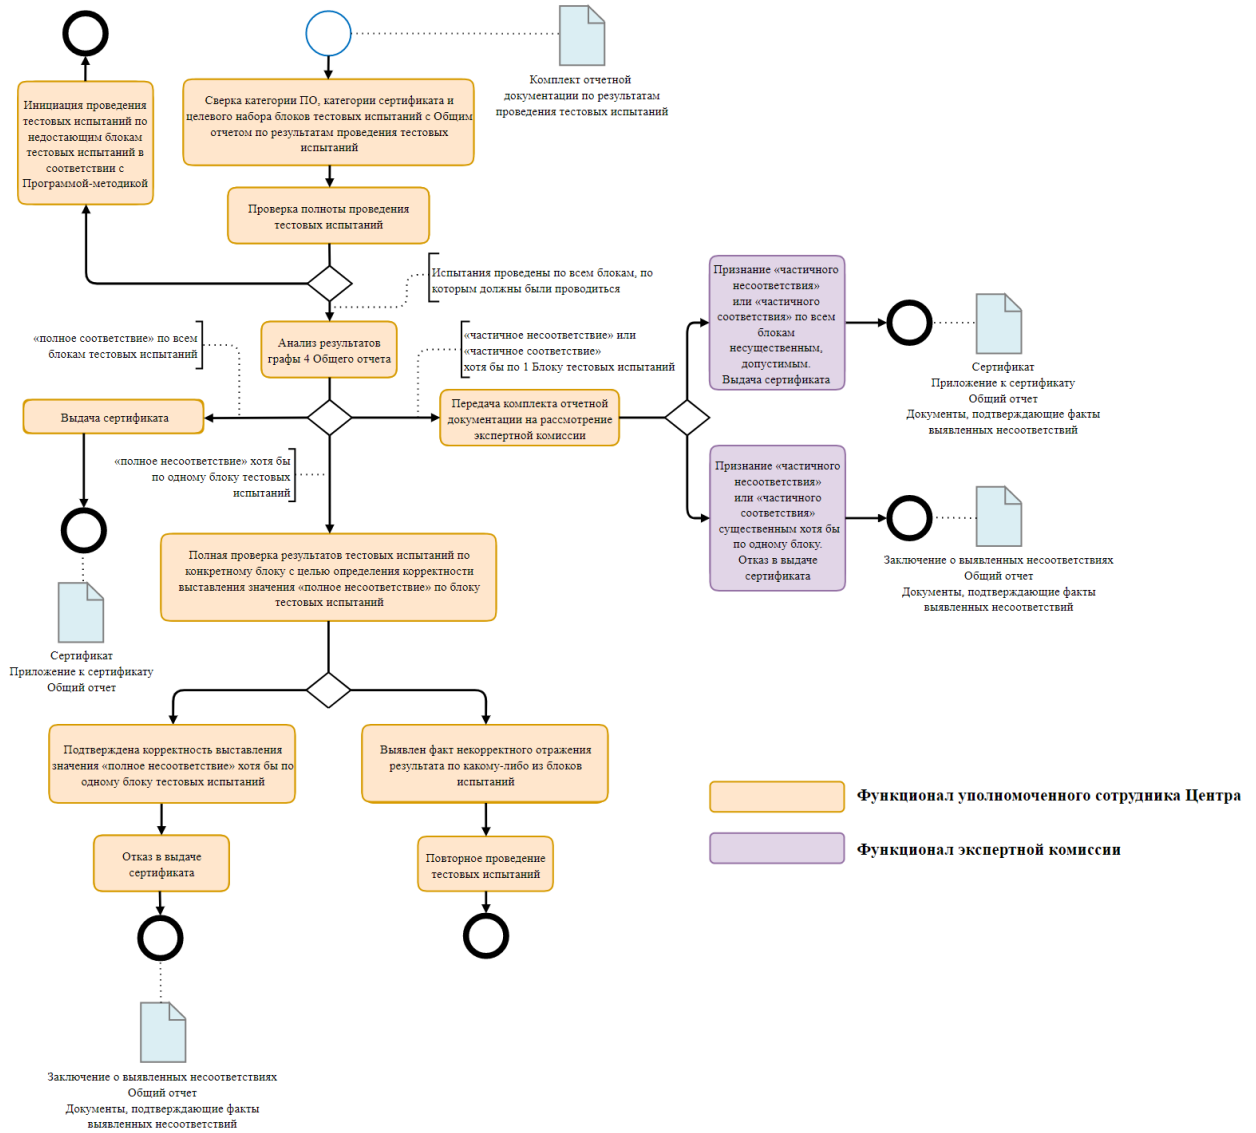 Комплект отчетной
документации по результатам
проведения тестовых испытаний
Инициация проведения
тестовых испытаний по
недостающим блокам
тестовых испытаний в
соответствии с
Программой-методикой
Сверка категории ПО, категории сертификата и
целевого набора блоков тестовых испытаний с Общим
отчетом по результатам проведения тестовых
испытаний
Проверка полноты проведения
тестовых испытаний
Испытания проведены по всем блокам, по
которым должны были проводиться
«полное соответствие» по всем
блокам тестовых испытаний
Анализ результатов
графы 4 Общего отчета
«частичное несоответствие» или
«частичное соответствие»
хотя бы по 1 Блоку тестовых испытаний
Признание «частичного
несоответствия»
или «частичного
соответствия» по всем
блокам
несущественным,
допустимым.
Выдача сертификата
Сертификат
Приложение к сертификату
Общий отчет
Документы, подтверждающие факты
выявленных несоответствий
Выдача сертификата
Передача комплекта отчетной
документации на рассмотрение
экспертной комиссии
«полное несоответствие» хотя бы
по одному блоку тестовых
испытаний
Признание «частичного
несоответствия»
или «частичного
соответствия»
существенным хотя бы
по одному блоку.
Отказ в выдаче
сертификата
Заключение о выявленных несоответствиях
Общий отчет
Документы, подтверждающие факты
выявленных несоответствий
Полная проверка результатов тестовых испытаний по
конкретному блоку с целью определения корректности
выставления значения «полное несоответствие» по блоку
тестовых испытаний
Сертификат
Приложение к сертификату
Общий отчет
Подтверждена корректность выставления
значения «полное несоответствие» хотя бы по
одному блоку тестовых испытаний
Выявлен факт некорректного отражения
результата по какому-либо из блоков
испытаний
Функционал уполномоченного сотрудника Центра
Функционал экспертной комиссии
Отказ в выдаче
сертификата
Повторное проведение
тестовых испытаний
Заключение о выявленных несоответствиях
Общий отчет
Документы, подтверждающие факты
выявленных несоответствий